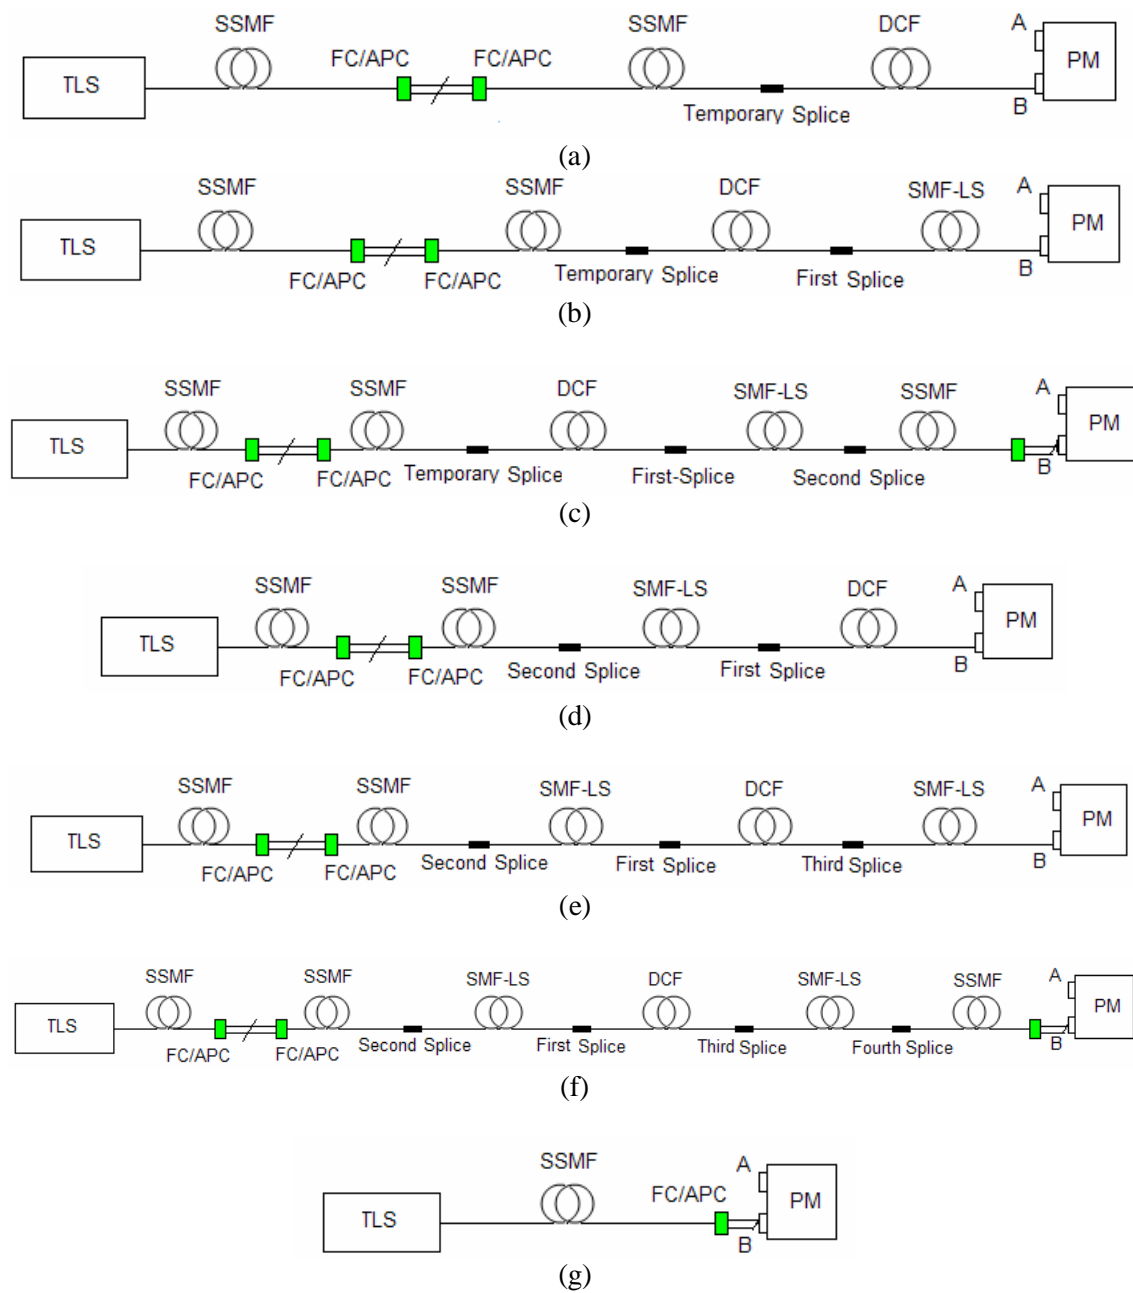 SSMF SSMF DCF A
FC/APC FC/APC
TLS PM
Temporary Splice B
(a)
SSMF SSMF DCF SMF-LS A
TLS PM
FC/APC FC/APC Temporary Splice First Splice B
(b)
SSMF SSMF DCF SMF-LS SSMF A
TLS PM
FC/APC FC/APC Temporary Splice First-Splice Second Splice B
(c)
SSMF SSMF SMF-LS DCF A
TLS PM
FC/APC FC/APC Second Splice First Splice B
(d)
SSMF SSMF SMF-LS DCF SMF-LS A
TLS PM
FC/APC FC/APC Second Splice First Splice Third Splice B
(e)
SSMF SSMF SMF-LS DCF SMF-LS SSMF A
TLS PM
FC/APC FC/APC Second Splice First Splice Third Splice Fourth Splice B
(f)
SSMF A
FC/APC PM
TLS
B
(g)